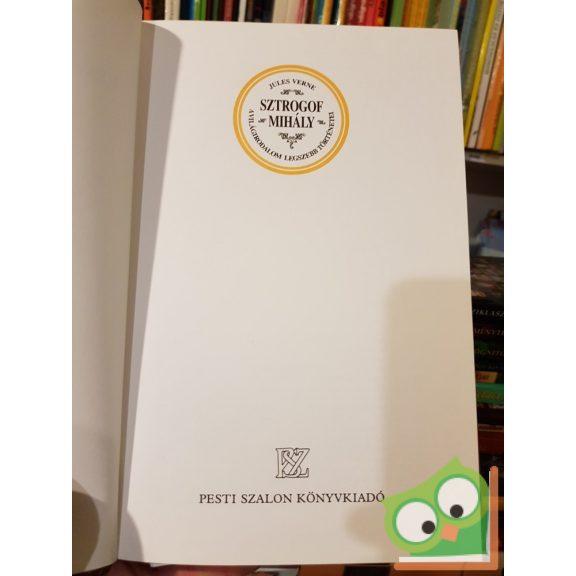 JULES VERNE
SZTROGOF
MIHÁLY
A VILÁGIRODALOM LEGSZEBB TÖRTÉNETEI
PSZ
PESTI SZALON KÖNYVKIADÓ